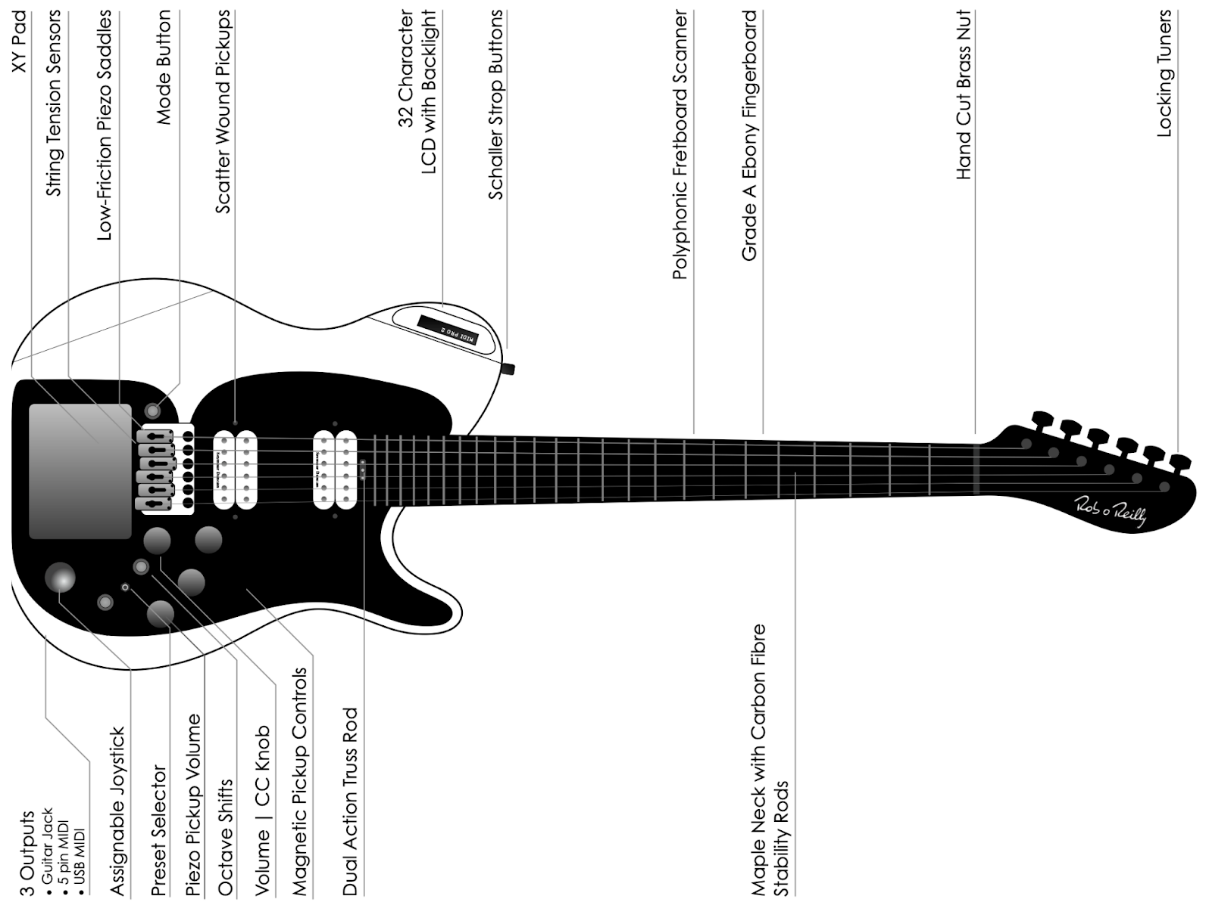 XY Pad
String Tension Sensors
Low-Friction Piezo Saddles
Mode Button
Scatter Wound Pickups
32 Character
LCD with Backlight
Schaller Strop Buttons
Polyphonic Fretboard Scanner
Grade A Ebony Fingerboard
Hand Cut Brass Nut
Locking Tuners
MIDI PRO 2
Rob o Reilly
3 Outputs
• Guitar Jack
• 5 pin MIDI
• USB MIDI
Assignable Joystick
Preset Selector
Piezo Pickup Volume
Octave Shifts
Volume | CC Knob
Magnetic Pickup Controls
Dual Action Truss Rod
Maple Neck with Carbon Fibre
Stability Rods